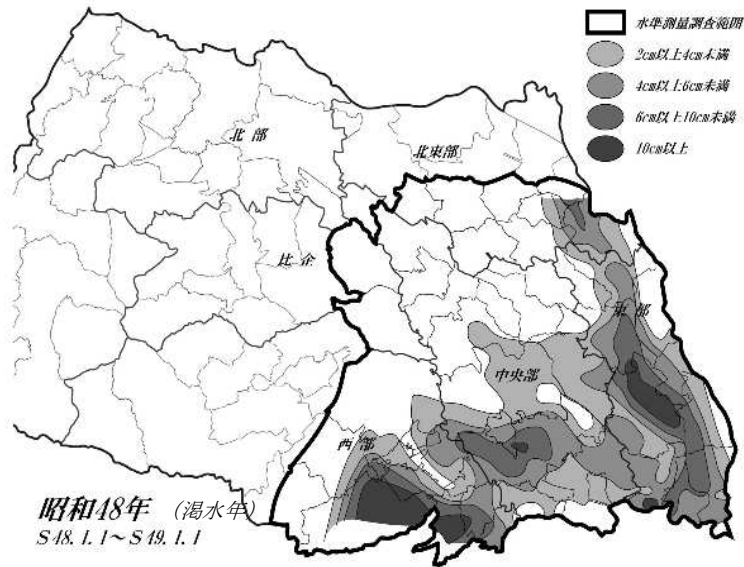 水準測量調査範囲
2cm以上4cm未満
4cm以上6cm未満
6cm以上10cm未満
10cm以上
北部
北東部
比企
東部
中央部
西部
昭和48年 (渇水年)
S48.1.1～S49.1.1